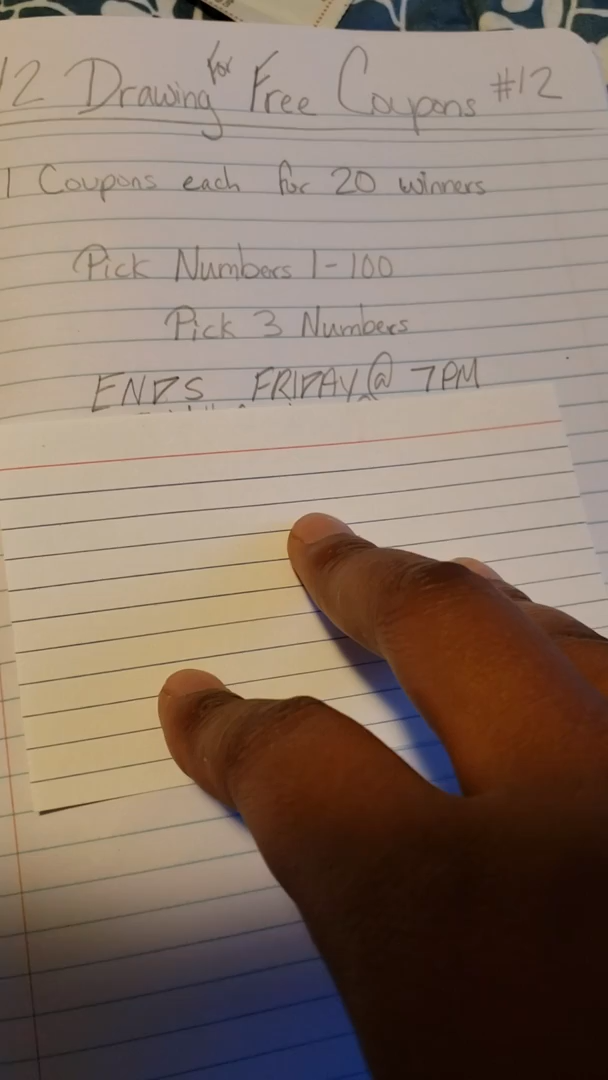 12 Drawing for Free Coupons #12
1 Coupons each for 20 winners
Pick Numbers 1-100
Pick 3 Numbers
ENDS FRIDAY @ 7PM